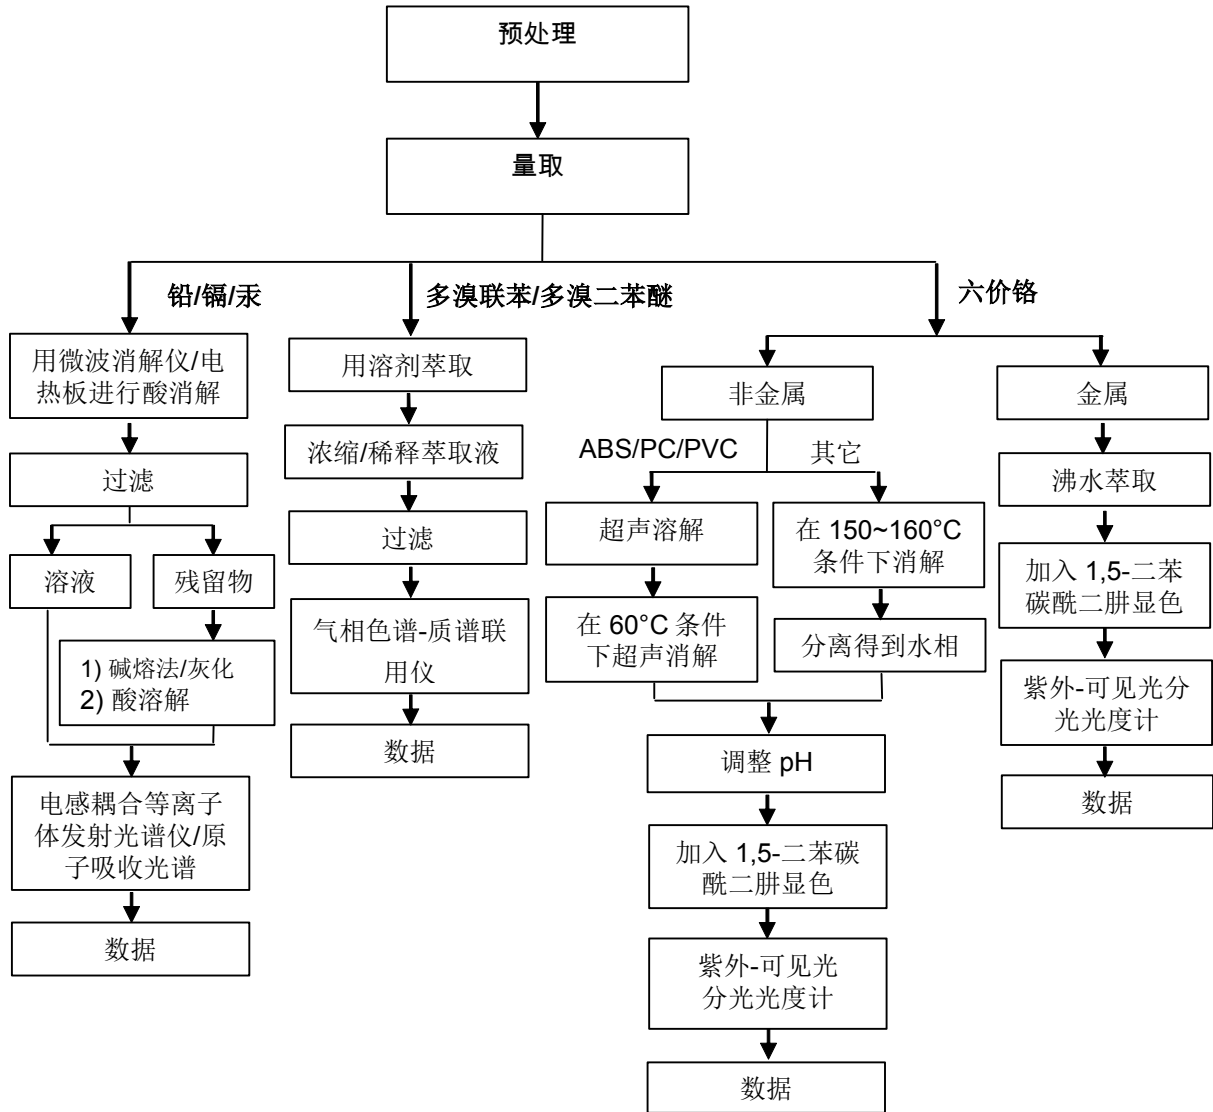 预处理
量取
铅/镉/汞
多溴联苯/多溴二苯醚
六价铬
用微波消解仪/电
热板进行酸消解
过滤
溶液
残留物
1) 碱熔法/灰化
2) 酸溶解
电感耦合等离子
体发射光谱仪/原
子吸收光谱
数据
用溶剂萃取
浓缩/稀释萃取液
过滤
气相色谱-质谱联
用仪
数据
非金属
ABS/PC/PVC
其它
超声溶解
在 60°C 条件
下超声消解
在 150~160°C
条件下消解
分离得到水相
调整 pH
加入 1,5-二苯碳
酰二肼显色
紫外-可见光
分光光度计
数据
金属
沸水萃取
加入 1,5-二苯
碳酰二肼显色
紫外-可见光分
光光度计
数据